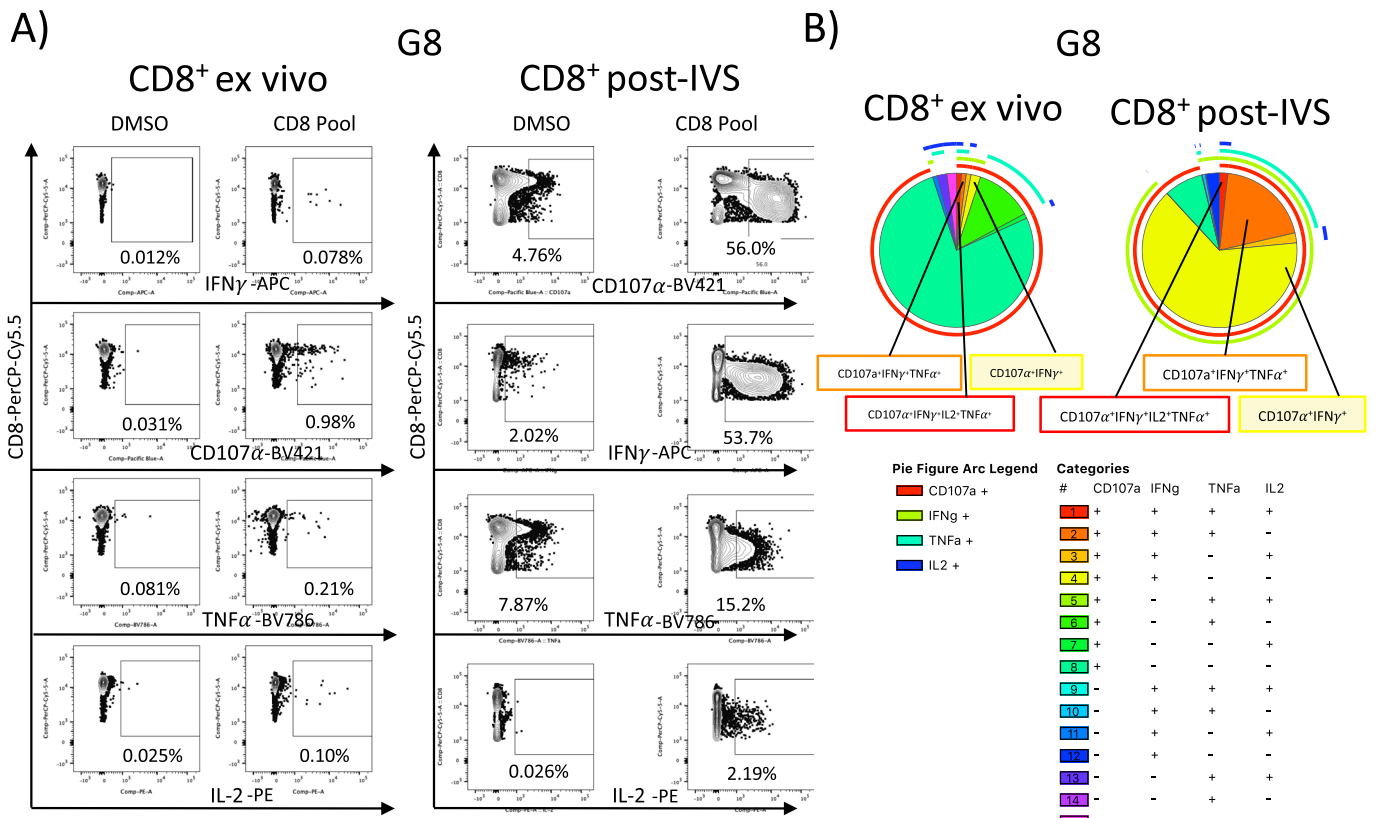 A)
G8
CD8+ ex vivo
CD8+ post-IVS
DMSO
CD8 Pool
DMSO
CD8 Pool
CD8-PerCP-Cy5.5
0.012%
0.078%
IFNγ-APC
0.031%
0.98%
CD107α-BV421
0.081%
0.21%
TNFα-BV786
0.025%
0.10%
IL-2 -PE
CD8-PerCP-Cy5.5
4.76%
56.0%
56.0
CD107α-BV421
2.02%
53.7%
IFNγ-APC
7.87%
15.2%
TNFα-BV786
0.026%
2.19%
IL-2 -PE
B)
G8
CD8+ ex vivo
CD8+ post-IVS
CD107a+IFNγ+TNFα+
CD107α+IFNγ+
CD107α+IFNγ+IL2+TNFα+
CD107a+IFNγ+TNFα+
CD107α+IFNγ+IL2+TNFα+
CD107α+IFNγ+
Pie Figure Arc Legend
CD107a +
IFNg +
TNFa +
IL2 +
Categories
# CD107a IFNg TNFa IL2
1 + + + +
2 + + + -
3 + + - +
4 + + - -
5 + - + +
6 + - + -
7 + - - +
8 + - - -
9 - + + +
10 - + + -
11 - + - +
12 - + - -
13 - - + +
14 - - + -